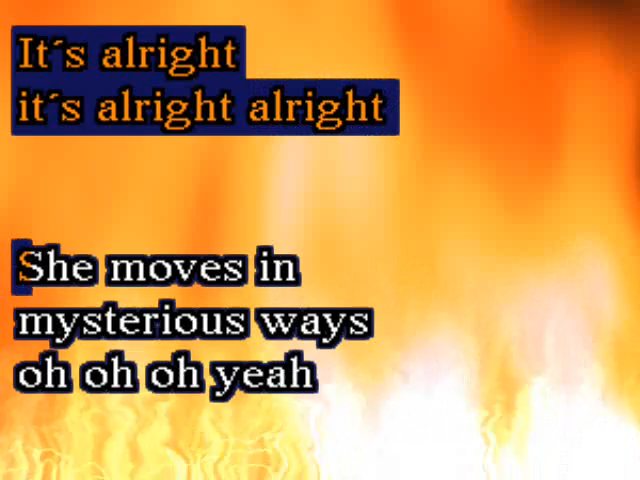 It´s alright
it´s alright alright
She moves in
mysterious ways
oh oh oh yeah